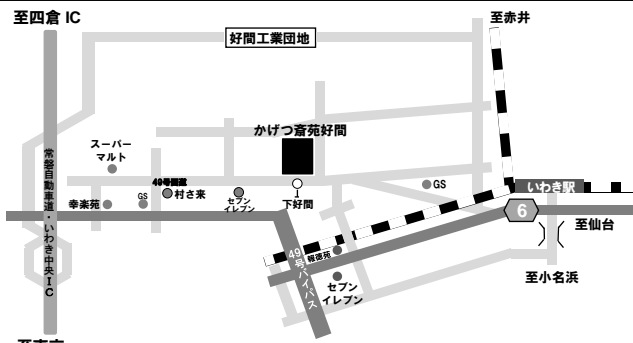 至四倉 IC
至赤井
好間工業団地
かげつ斎苑好間
スーパー
マルト
常磐自動車道・いわき中央IC
49号国道
村さ来
GS
幸楽苑
GS
セブン
イレブン
下好間
いわき駅
6
至仙台
至小名浜
49号バイパス
報徳苑
セブン
イレブン